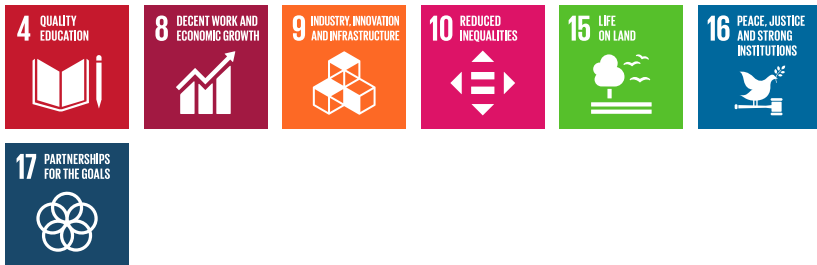 4 QUALITY
EDUCATION
8 DECENT WORK AND
ECONOMIC GROWTH
9 INDUSTRY, INNOVATION
AND INFRASTRUCTURE
10 REDUCED
INEQUALITIES
15 LIFE
ON LAND
16 PEACE, JUSTICE
AND STRONG
INSTITUTIONS
17 PARTNERSHIPS
FOR THE GOALS